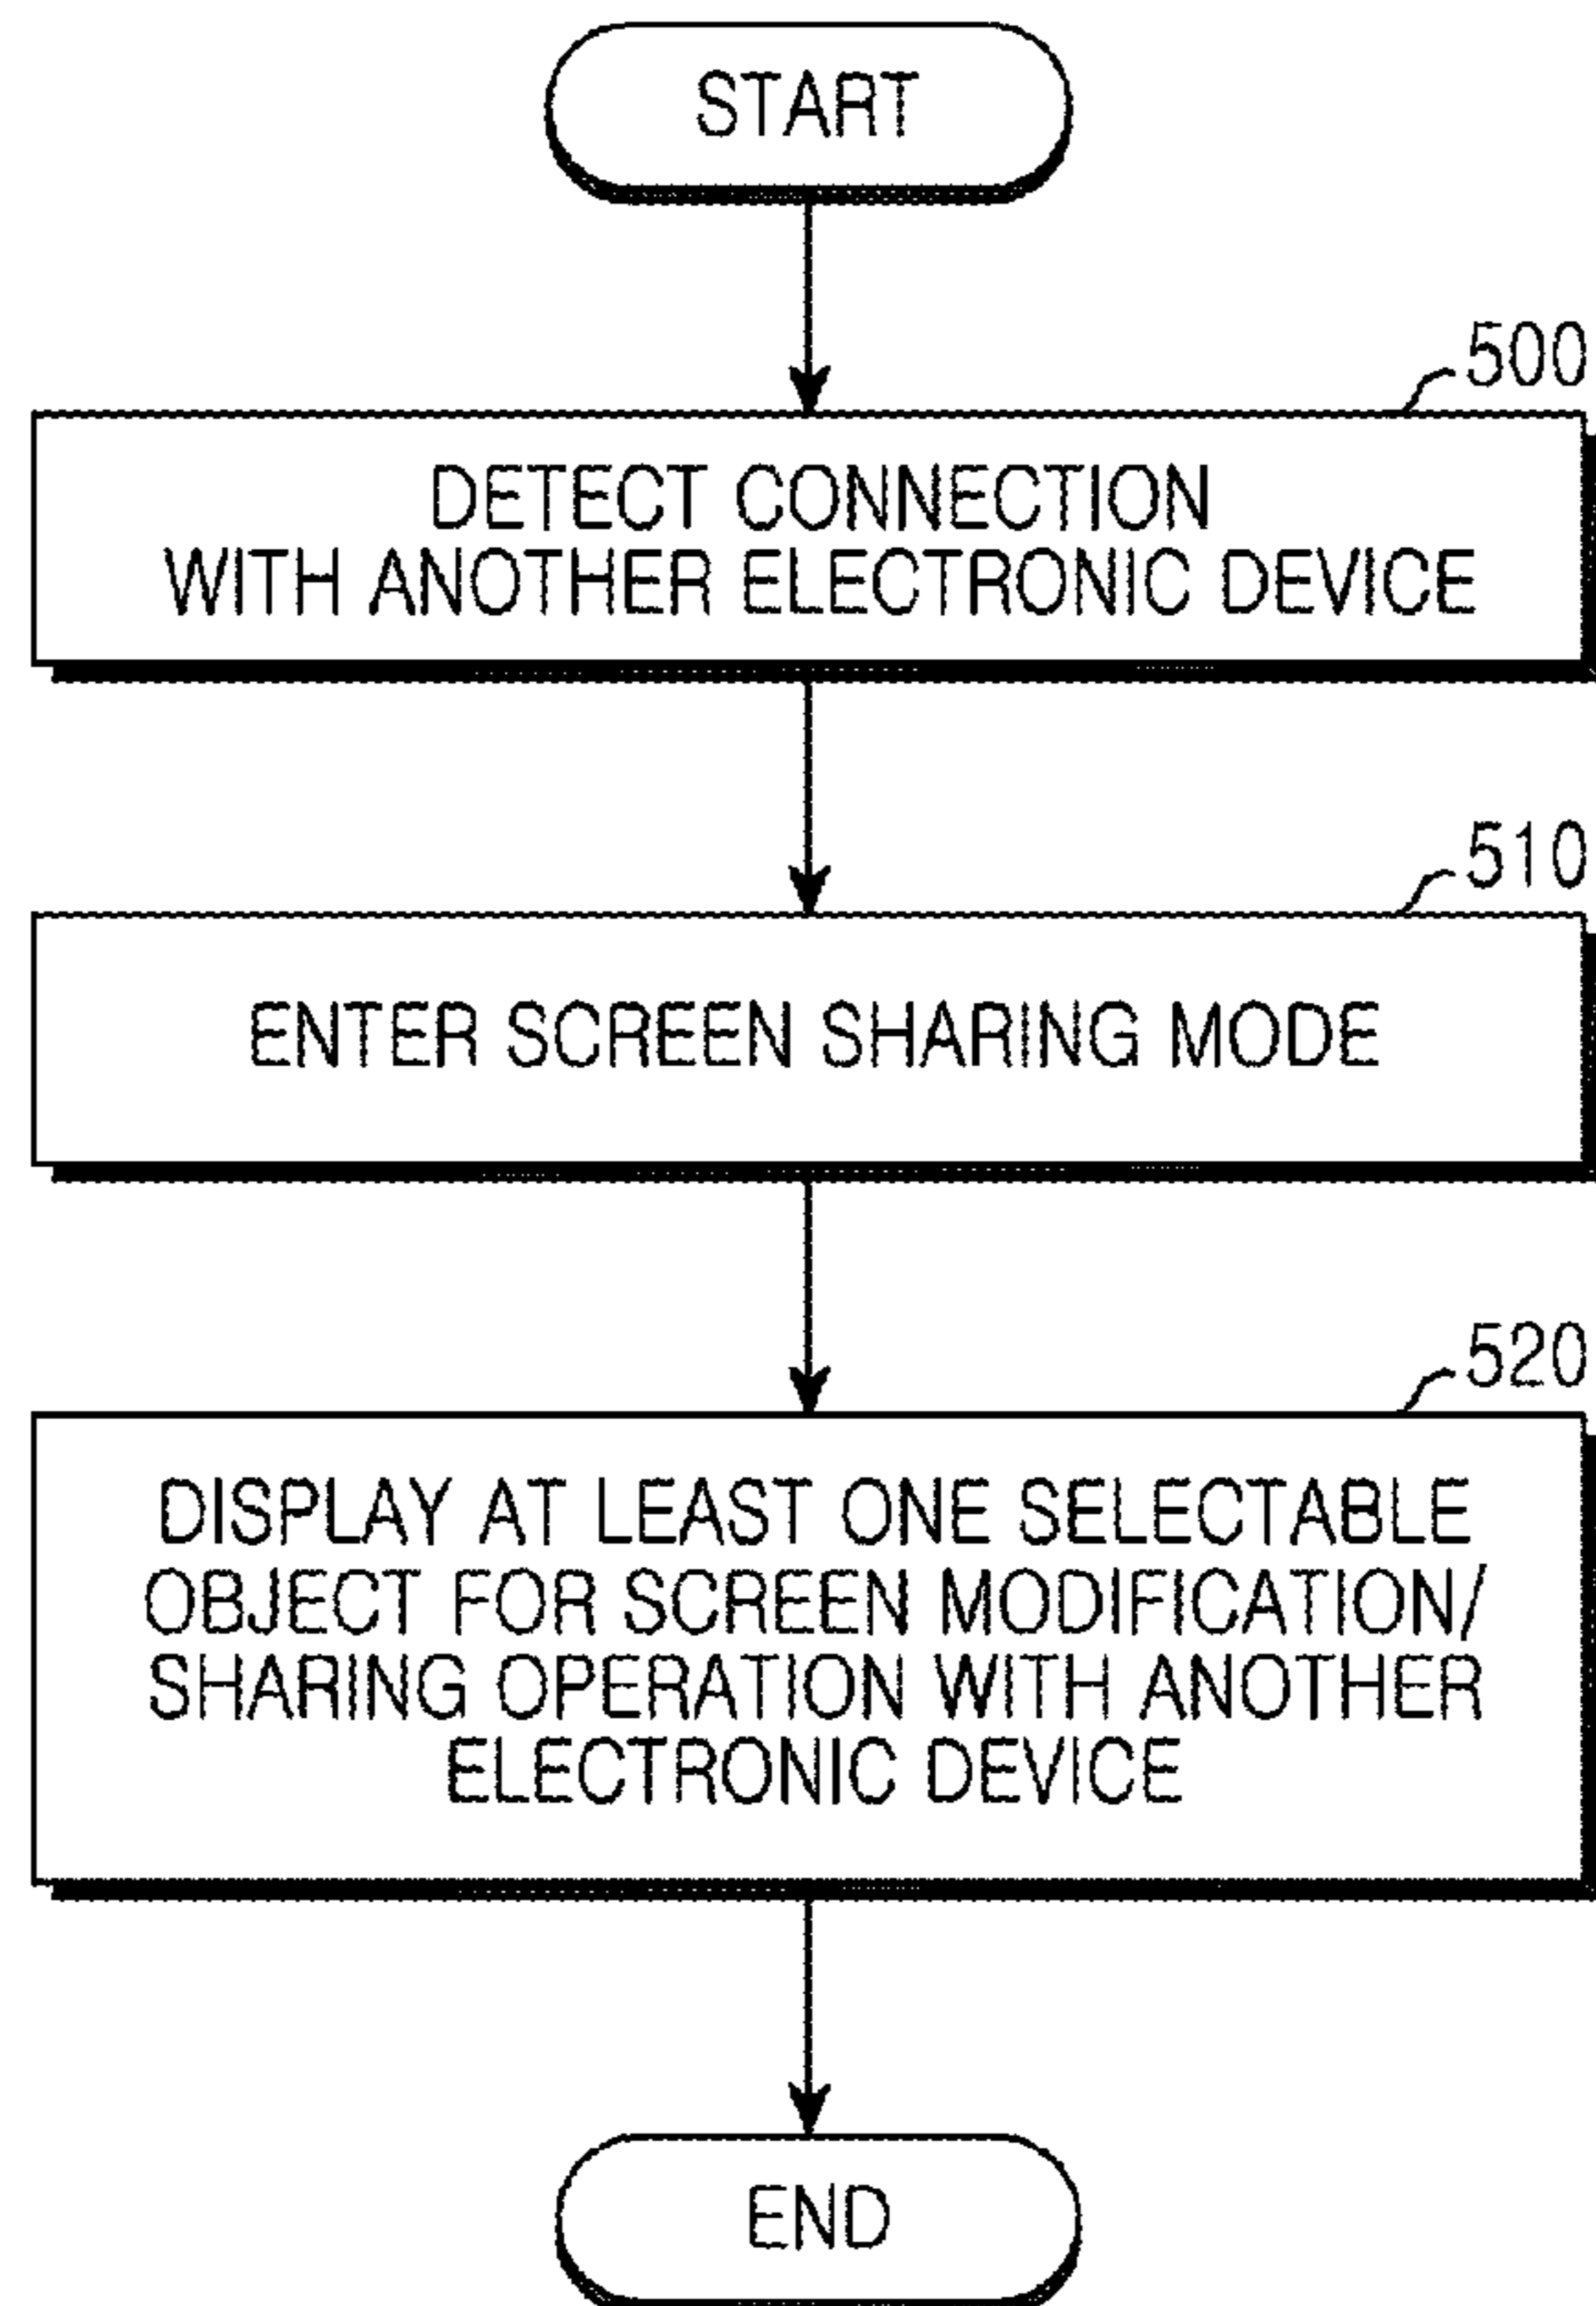 START
500
DETECT CONNECTION
WITH ANOTHER ELECTRONIC DEVICE
510
ENTER SCREEN SHARING MODE
520
DISPLAY AT LEAST ONE SELECTABLE
OBJECT FOR SCREEN MODIFICATION/
SHARING OPERATION WITH ANOTHER
ELECTRONIC DEVICE
END